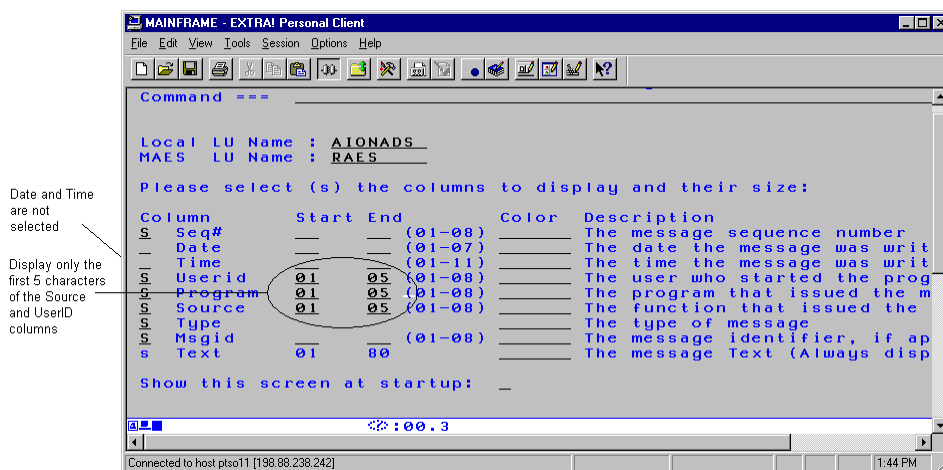 MAINFRAME - EXTRA! Personal Client
File Edit View Tools Session Options Help
Command ===
Local LU Name : AIONADS
MAES LU Name : RAES
Please select (s) the columns to display and their size:
Column Start End Color Description
S Seq# (01-08) The message sequence number
Date (01-07) The date the message was writ
Time (01-11) The time the message was writ
S Userid 01 05 (01-08) The user who started the prog
S Program 01 05 (01-08) The program that issued the m
S Source 01 05 (01-08) The function that issued the
S Type The type of message
S Msgid (01-08) The message identifier, if ap
s Text 01 80 The message Text (Always disp
Show this screen at startup:
:00.3
Connected to host ptso11 [198.88.238.242] 1:44 PM
Date and Time
are not
selected
Display only the
first 5 characters
of the Source
and UserID
columns